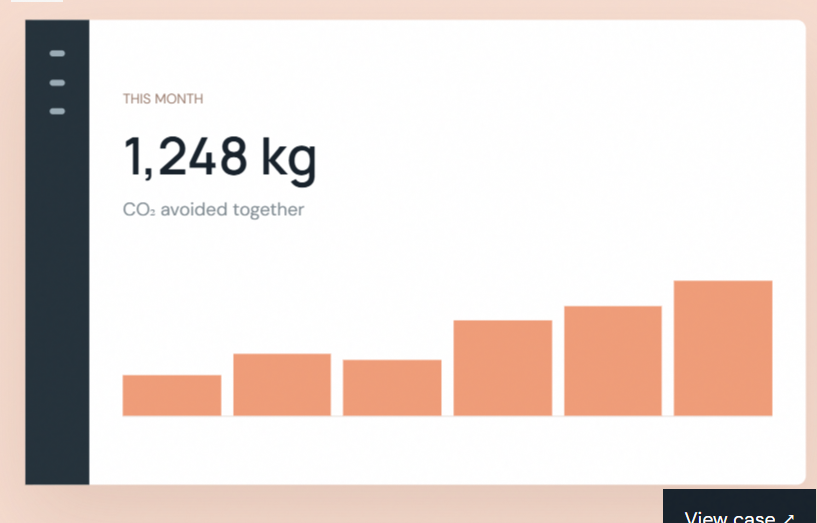 THIS MONTH
1,248 kg
CO₂ avoided together
View case ↗